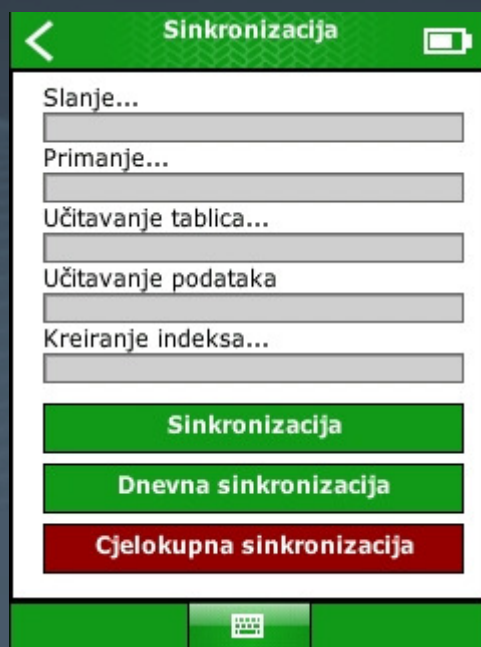 Sinkronizacija
Slanje...
Primanje...
Učitavanje tablica...
Učitavanje podataka
Kreiranje indeksa...
Sinkronizacija
Dnevna sinkronizacija
Cjelokupna sinkronizacija